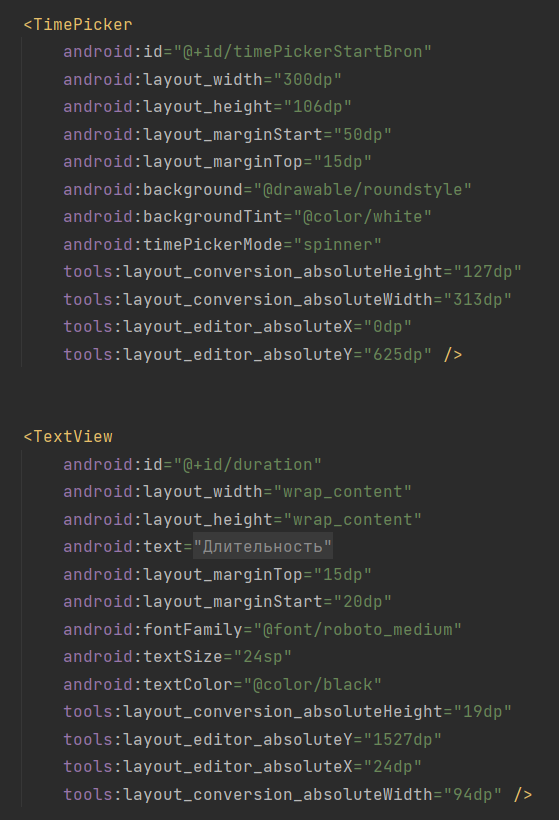 <TimePicker
android:id="@+id/timePickerStartBron"
android:layout_width="300dp"
android:layout_height="106dp"
android:layout_marginStart="50dp"
android:layout_marginTop="15dp"
android:background="@drawable/roundstyle"
android:backgroundTint="@color/white"
android:timePickerMode="spinner"
tools:layout_conversion_absoluteHeight="127dp"
tools:layout_conversion_absoluteWidth="313dp"
tools:layout_editor_absoluteX="0dp"
tools:layout_editor_absoluteY="625dp" />
<TextView
android:id="@+id/duration"
android:layout_width="wrap_content"
android:layout_height="wrap_content"
android:text="Длительность"
android:layout_marginTop="15dp"
android:layout_marginStart="20dp"
android:fontFamily="@font/roboto_medium"
android:textSize="24sp"
android:textColor="@color/black"
tools:layout_conversion_absoluteHeight="19dp"
tools:layout_editor_absoluteY="1527dp"
tools:layout_editor_absoluteX="24dp"
tools:layout_conversion_absoluteWidth="94dp" />